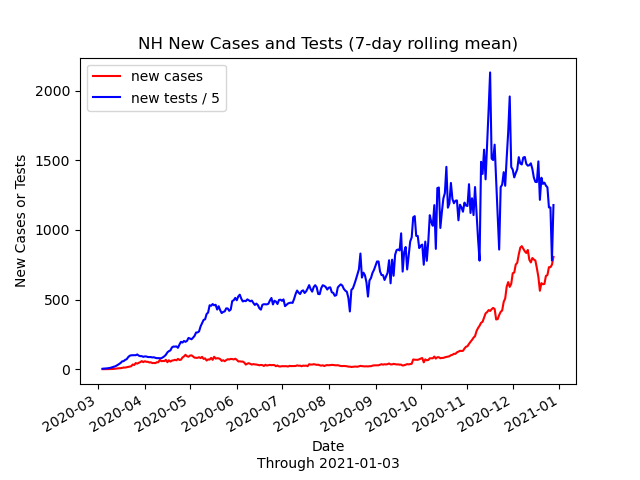 NH New Cases and Tests (7-day rolling mean)
new cases
new tests / 5
New Cases or Tests
2000
1500
1000
500
0
2020-03
2020-04
2020-05
2020-06
2020-07
2020-08
2020-09
2020-10
2020-11
2020-12
2021-01
Date
Through 2021-01-03